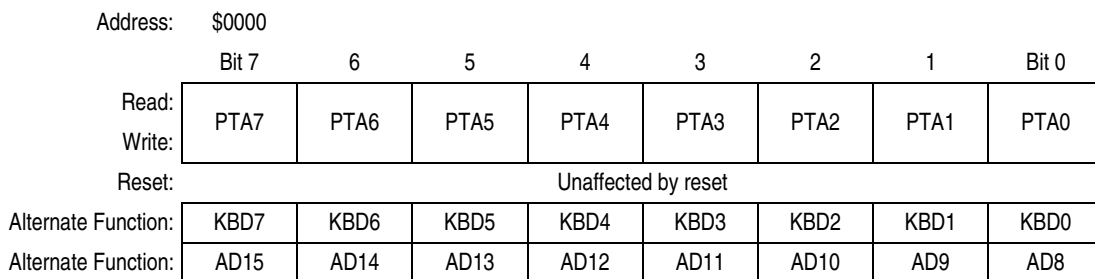 Address: $0000
Bit 7 6 5 4 3 2 1 Bit 0
Read:
PTA7 PTA6 PTA5 PTA4 PTA3 PTA2 PTA1 PTA0
Write:
Reset: Unaffected by reset
Alternate Function: KBD7 KBD6 KBD5 KBD4 KBD3 KBD2 KBD1 KBD0
Alternate Function: AD15 AD14 AD13 AD12 AD11 AD10 AD9 AD8